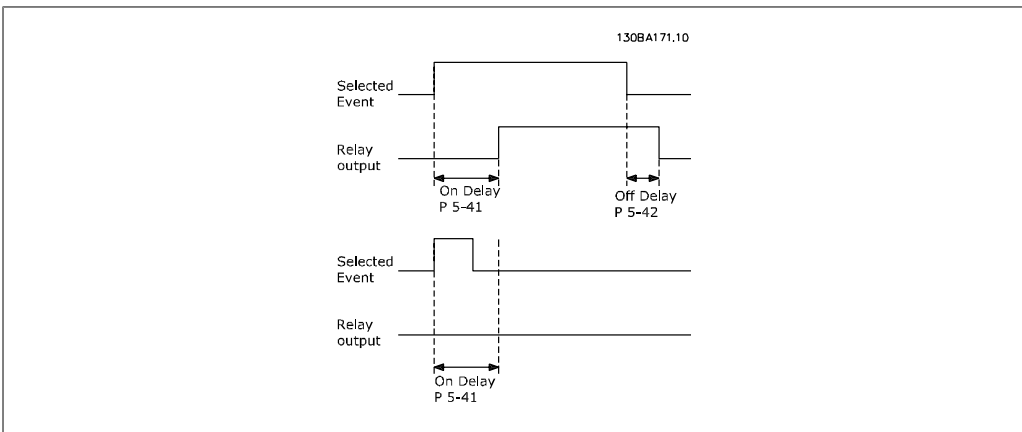 130BA171.10
Selected
Event
Relay
output
On Delay
P 5-41
Off Delay
P 5-42
Selected
Event
Relay
output
On Delay
P 5-41